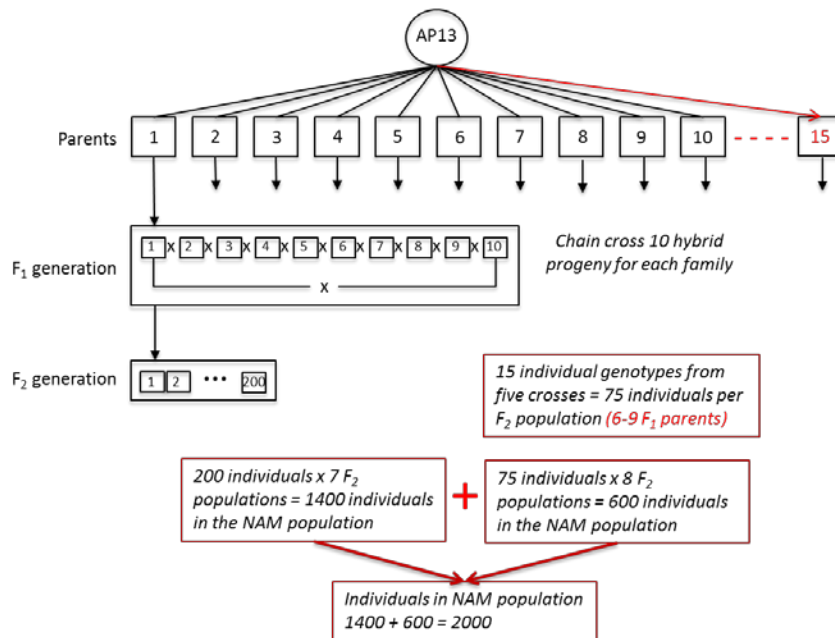 AP13
Parents 1 2 3 4 5 6 7 8 9 10 15
F1 generation
1 x 2 x 3 x 4 x 5 x 6 x 7 x 8 x 9 x 10
x
Chain cross 10 hybrid
progeny for each family
F2 generation
1 2 ••• 200
15 individual genotypes from
five crosses = 75 individuals per
F2 population (6-9 F1 parents)
200 individuals x 7 F2
populations = 1400 individuals
in the NAM population
+
75 individuals x 8 F2
populations = 600 individuals
in the NAM population
Individuals in NAM population
1400 + 600 = 2000